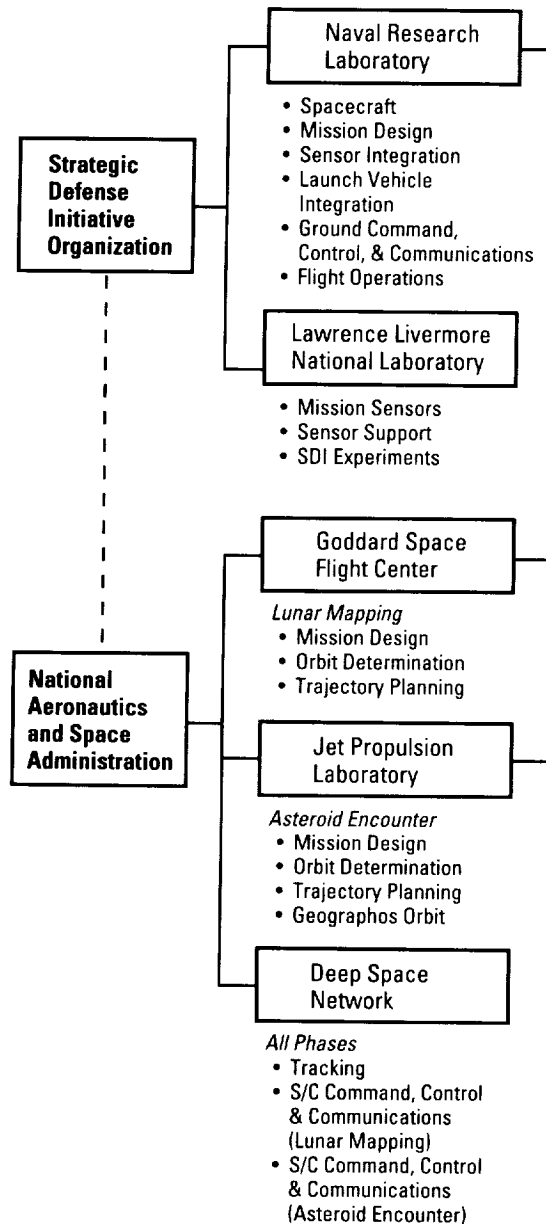 Naval Research
Laboratory
• Spacecraft
• Mission Design
• Sensor Integration
• Launch Vehicle
Integration
• Ground Command,
Control, & Communications
• Flight Operations
Strategic
Defense
Initiative
Organization
Lawrence Livermore
National Laboratory
• Mission Sensors
• Sensor Support
• SDI Experiments
Goddard Space
Flight Center
Lunar Mapping
• Mission Design
• Orbit Determination
• Trajectory Planning
National
Aeronautics
and Space
Administration
Jet Propulsion
Laboratory
Asteroid Encounter
• Mission Design
• Orbit Determination
• Trajectory Planning
• Geographos Orbit
Deep Space
Network
All Phases
• Tracking
• S/C Command, Control
& Communications
(Lunar Mapping)
• S/C Command, Control
& Communications
(Asteroid Encounter)